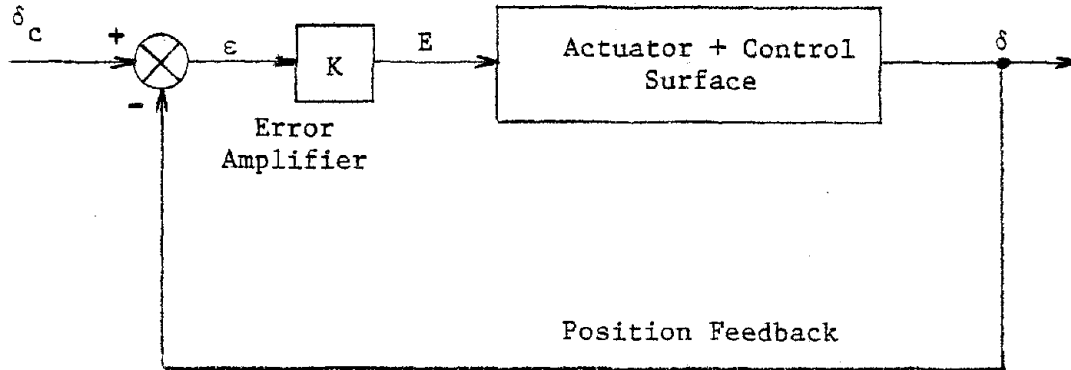 δc
+
-
ε
K
Error
Amplifier
E
Actuator + Control
Surface
δ
Position Feedback